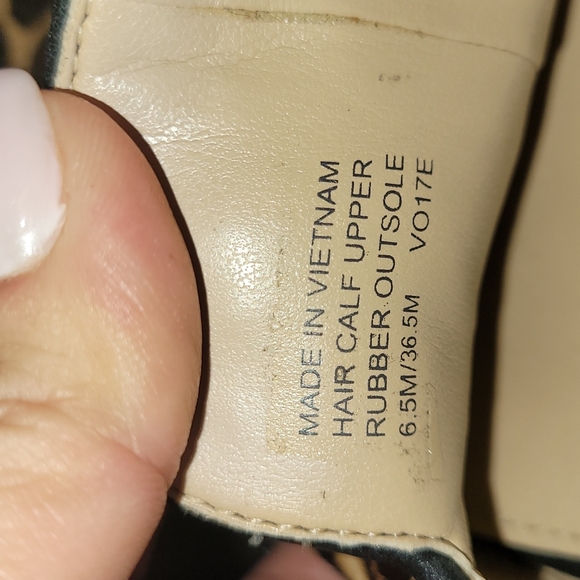 MADE IN VIETNAM
HAIR CALF UPPER
RUBBER OUTSOLE
6.5M/36.5M VO17E